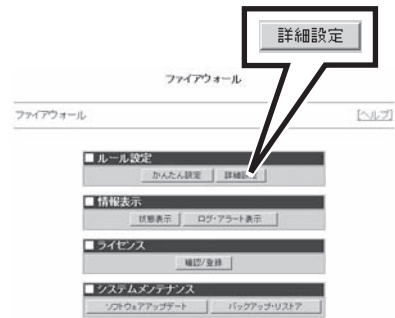 詳細設定
ファイアウォール
ファイアウォール [ヘルプ]
■ ルール設定
かんたん設定 詳細設定
■ 情報表示
状態表示 ログ・アラート表示
■ ライセンス
確認/登録
■ システムメンテナンス
ソフトウェアアップデート バックアップ・リストア